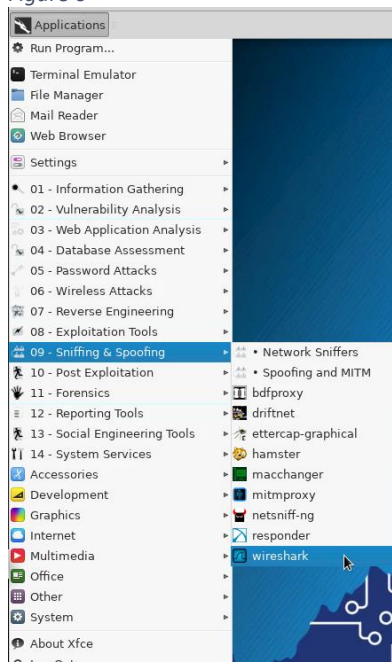 Applications
Run Program...
Terminal Emulator
File Manager
Mail Reader
Web Browser
Settings
01 - Information Gathering
02 - Vulnerability Analysis
03 - Web Application Analysis
04 - Database Assessment
05 - Password Attacks
06 - Wireless Attacks
07 - Reverse Engineering
08 - Exploitation Tools
09 - Sniffing & Spoofing
10 - Post Exploitation
11 - Forensics
12 - Reporting Tools
13 - Social Engineering Tools
14 - System Services
Accessories
Development
Graphics
Internet
Multimedia
Office
Other
System
About Xfce
• Network Sniffers
• Spoofing and MITM
bdfproxy
driftnet
ettercap-graphical
hamster
macchanger
mitmproxy
netsniff-ng
responder
wireshark